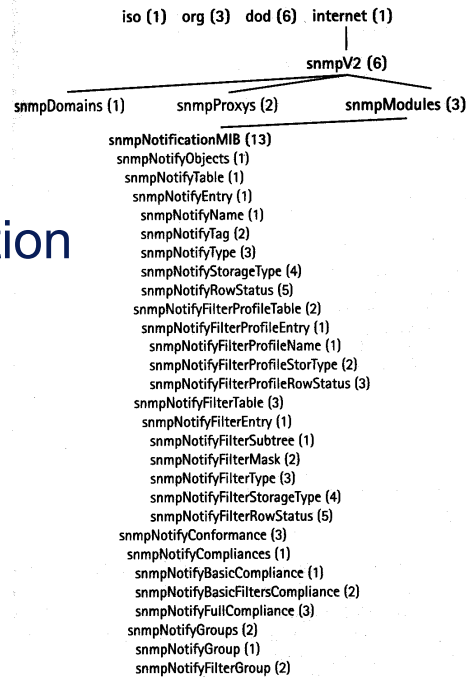 iso (1) org (3) dod (6) internet (1)
snmpV2 (6)
snmpDomains (1) snmpProxys (2) snmpModules (3)
snmpNotificationMIB (13)
snmpNotifyObjects (1)
snmpNotifyTable (1)
snmpNotifyEntry (1)
snmpNotifyName (1)
snmpNotifyTag (2)
tion
snmpNotifyType (3)
snmpNotifyStorageType (4)
snmpNotifyRowStatus (5)
snmpNotifyFilterProfileTable (2)
snmpNotifyFilterProfileEntry (1)
snmpNotifyFilterProfileName (1)
snmpNotifyFilterProfileStorType (2)
snmpNotifyFilterProfileRowStatus (3)
snmpNotifyFilterTable (3)
snmpNotifyFilterEntry (1)
snmpNotifyFilterSubtree (1)
snmpNotifyFilterMask (2)
snmpNotifyFilterType (3)
snmpNotifyFilterStorageType (4)
snmpNotifyFilterRowStatus (5)
snmpNotifyConformance (3)
snmpNotifyCompliances (1)
snmpNotifyBasicCompliance (1)
snmpNotifyBasicFiltersCompliance (2)
snmpNotifyFullCompliance (3)
snmpNotifyGroups (2)
snmpNotifyGroup (1)
snmpNotifyFilterGroup (2)